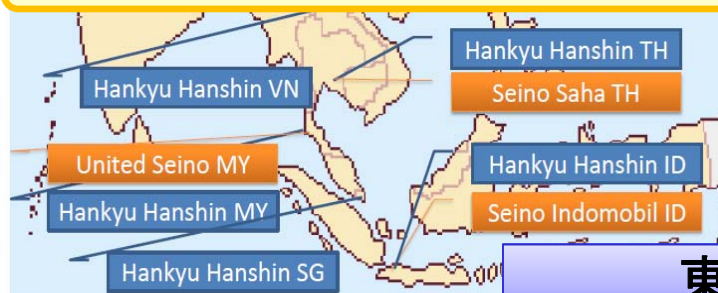 Hankyu Hanshin TH
Hankyu Hanshin VN
Seino Saha TH
United Seino MY
Hankyu Hanshin ID
Hankyu Hanshin MY
Seino Indomobil ID
Hankyu Hanshin SG
東